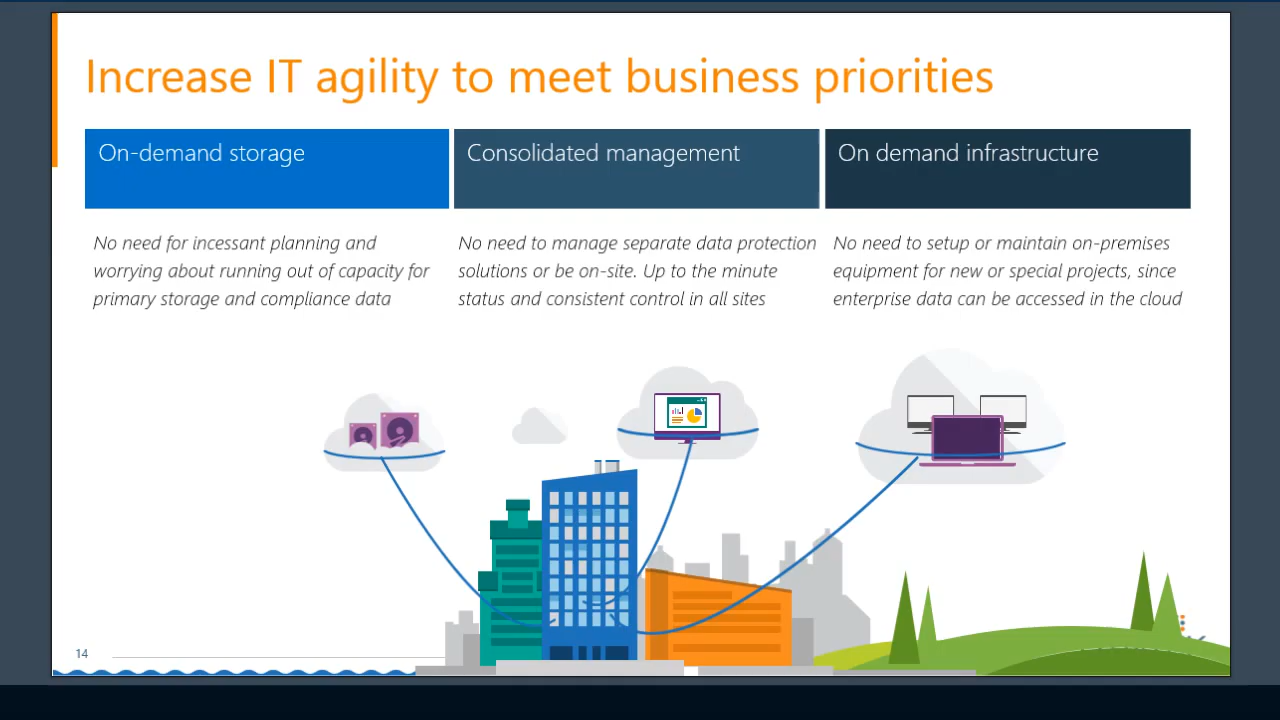 Increase IT agility to meet business priorities
On-demand storage
No need for incessant planning and
worrying about running out of capacity for
primary storage and compliance data
Consolidated management
No need to manage separate data protection
solutions or be on-site. Up to the minute
status and consistent control in all sites
On demand infrastructure
No need to setup or maintain on-premises
equipment for new or special projects, since
enterprise data can be accessed in the cloud
14